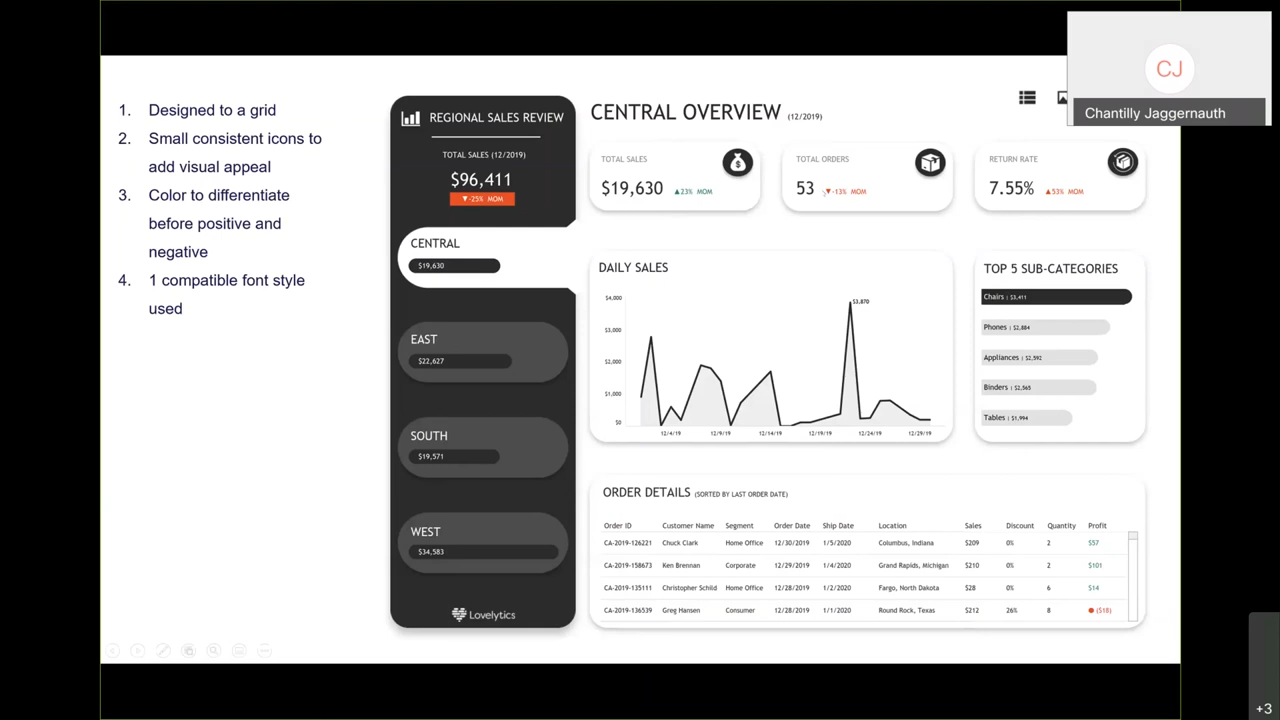 1. Designed to a grid
2. Small consistent icons to
add visual appeal
3. Color to differentiate
before positive and
negative
4. 1 compatible font style
used
REGIONAL SALES REVIEW
TOTAL SALES (12/2019)
$96,411
▼-25% MOM
CENTRAL
$19,630
EAST
$22,627
SOUTH
$19,571
WEST
$34,583
Lovelytics
CENTRAL OVERVIEW (12/2019)
TOTAL SALES
$19,630 ▲23% MOM
TOTAL ORDERS
53 ▼-13% MOM
RETURN RATE
7.55% ▲53% MOM
DAILY SALES
$4,000
$3,000
$2,000
$1,000
$0
$3,870
12/4/19 12/9/19 12/14/19 12/19/19 12/24/19 12/29/19
TOP 5 SUB-CATEGORIES
Chairs | $3,411
Phones | $2,884
Appliances | $2,592
Binders | $2,565
Tables | $1,994
ORDER DETAILS (SORTED BY LAST ORDER DATE)
Order ID Customer Name Segment Order Date Ship Date Location Sales Discount Quantity Profit
CA-2019-126221 Chuck Clark Home Office 12/30/2019 1/5/2020 Columbus, Indiana $209 0% 2 $57
CA-2019-158673 Ken Brennan Corporate 12/29/2019 1/4/2020 Grand Rapids, Michigan $210 0% 2 $101
CA-2019-135111 Christopher Schild Home Office 12/28/2019 1/2/2020 Fargo, North Dakota $28 0% 6 $14
CA-2019-136539 Greg Hansen Consumer 12/28/2019 1/1/2020 Round Rock, Texas $212 26% 8 ($18)
CJ
Chantilly Jaggernauth
+3